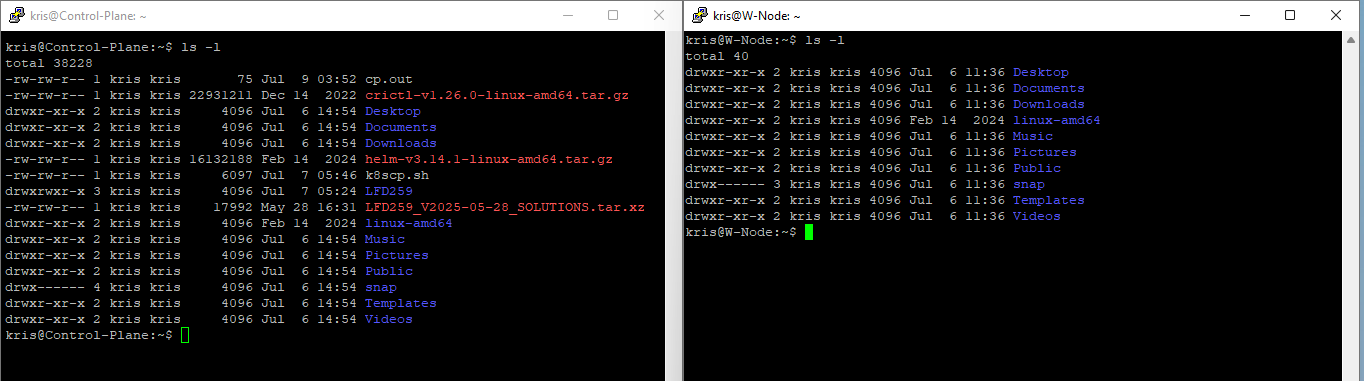 kris@Control-Plane: ~
kris@Control-Plane:~$ ls -l
total 38228
-rw-rw-r-- 1 kris kris       75 Jul  9 03:52 cp.out
-rw-rw-r-- 1 kris kris 22931211 Dec 14  2022 crictl-v1.26.0-linux-amd64.tar.gz
drwxr-xr-x 2 kris kris     4096 Jul  6 14:54 Desktop
drwxr-xr-x 2 kris kris     4096 Jul  6 14:54 Documents
drwxr-xr-x 2 kris kris     4096 Jul  6 14:54 Downloads
-rw-rw-r-- 1 kris kris 16132188 Feb 14  2024 helm-v3.14.1-linux-amd64.tar.gz
-rw-rw-r-- 1 kris kris     6097 Jul  7 05:46 k8scp.sh
drwxrwxr-x 3 kris kris     4096 Jul  7 05:24 LFD259
-rw-rw-r-- 1 kris kris    17992 May 28 16:31 LFD259_V2025-05-28_SOLUTIONS.tar.xz
drwxr-xr-x 2 kris kris     4096 Feb 14  2024 linux-amd64
drwxr-xr-x 2 kris kris     4096 Jul  6 14:54 Music
drwxr-xr-x 2 kris kris     4096 Jul  6 14:54 Pictures
drwxr-xr-x 2 kris kris     4096 Jul  6 14:54 Public
drwx------ 4 kris kris     4096 Jul  6 14:54 snap
drwxr-xr-x 2 kris kris     4096 Jul  6 14:54 Templates
drwxr-xr-x 2 kris kris     4096 Jul  6 14:54 Videos
kris@Control-Plane:~$
kris@W-Node: ~
kris@W-Node:~$ ls -l
total 40
drwxr-xr-x 2 kris kris 4096 Jul  6 11:36 Desktop
drwxr-xr-x 2 kris kris 4096 Jul  6 11:36 Documents
drwxr-xr-x 2 kris kris 4096 Jul  6 11:36 Downloads
drwxr-xr-x 2 kris kris 4096 Feb 14  2024 linux-amd64
drwxr-xr-x 2 kris kris 4096 Jul  6 11:36 Music
drwxr-xr-x 2 kris kris 4096 Jul  6 11:36 Pictures
drwxr-xr-x 2 kris kris 4096 Jul  6 11:36 Public
drwx------ 3 kris kris 4096 Jul  6 11:36 snap
drwxr-xr-x 2 kris kris 4096 Jul  6 11:36 Templates
drwxr-xr-x 2 kris kris 4096 Jul  6 11:36 Videos
kris@W-Node:~$